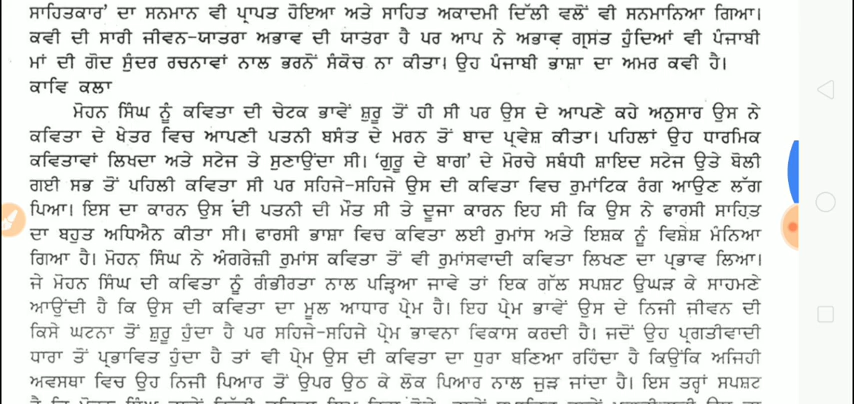 ਸਾਹਿਤਕਾਰ' ਦਾ ਸਨਮਾਨ ਵੀ ਪ੍ਰਾਪਤ ਹੋਇਆ ਅਤੇ ਸਾਹਿਤ ਅਕਾਦਮੀ ਦਿੱਲੀ ਵਲੋਂ ਵੀ ਸਨਮਾਨਿਆ ਗਿਆ।
ਕਵੀ ਦੀ ਸਾਰੀ ਜੀਵਨ-ਯਾਤਰਾ ਅਭਾਵ ਦੀ ਯਾਤਰਾ ਹੈ ਪਰ ਆਪ ਨੇ ਅਭਾਵ ਗ੍ਰਸਤ ਹੁੰਦਿਆਂ ਵੀ ਪੰਜਾਬੀ
ਮਾਂ ਦੀ ਗੋਦ ਸੁੰਦਰ ਰਚਨਾਵਾਂ ਨਾਲ ਭਰਨੋਂ ਸੰਕੋਚ ਨਾ ਕੀਤਾ। ਉਹ ਪੰਜਾਬੀ ਭਾਸ਼ਾ ਦਾ ਅਮਰ ਕਵੀ ਹੈ।
ਕਾਵਿ ਕਲਾ
ਮੋਹਨ ਸਿੰਘ ਨੂੰ ਕਵਿਤਾ ਦੀ ਚੇਟਕ ਭਾਵੇਂ ਸ਼ੁਰੂ ਤੋਂ ਹੀ ਸੀ ਪਰ ਉਸ ਦੇ ਆਪਣੇ ਕਹੇ ਅਨੁਸਾਰ ਉਸ ਨੇ
ਕਵਿਤਾ ਦੇ ਖੇਤਰ ਵਿਚ ਆਪਣੀ ਪਤਨੀ ਬਸੰਤ ਦੇ ਮਰਨ ਤੋਂ ਬਾਦ ਪ੍ਰਵੇਸ਼ ਕੀਤਾ। ਪਹਿਲਾਂ ਉਹ ਧਾਰਮਿਕ
ਕਵਿਤਾਵਾਂ ਲਿਖਦਾ ਅਤੇ ਸਟੇਜ ਤੇ ਸੁਣਾਉਂਦਾ ਸੀ। 'ਗੁਰੂ ਦੇ ਬਾਗ' ਦੇ ਮੋਰਚੇ ਸਬੰਧੀ ਸ਼ਾਇਦ ਸਟੇਜ ਉਤੇ ਬੋਲੀ
ਗਈ ਸਭ ਤੋਂ ਪਹਿਲੀ ਕਵਿਤਾ ਸੀ ਪਰ ਸਹਿਜੇ-ਸਹਿਜੇ ਉਸ ਦੀ ਕਵਿਤਾ ਵਿਚ ਰੁਮਾਂਟਿਕ ਰੰਗ ਆਉਣ ਲੱਗ
ਪਿਆ। ਇਸ ਦਾ ਕਾਰਨ ਉਸ ਦੀ ਪਤਨੀ ਦੀ ਮੌਤ ਸੀ ਤੇ ਦੂਜਾ ਕਾਰਨ ਇਹ ਸੀ ਕਿ ਉਸ ਨੇ ਫਾਰਸੀ ਸਾਹਿਤ
ਦਾ ਬਹੁਤ ਅਧਿਐਨ ਕੀਤਾ ਸੀ। ਫਾਰਸੀ ਭਾਸ਼ਾ ਵਿਚ ਕਵਿਤਾ ਲਈ ਰੁਮਾਂਸ ਅਤੇ ਇਸ਼ਕ ਨੂੰ ਵਿਸ਼ੇਸ਼ ਮੰਨਿਆ
ਗਿਆ ਹੈ। ਮੋਹਨ ਸਿੰਘ ਨੇ ਅੰਗਰੇਜ਼ੀ ਰੁਮਾਂਸ ਕਵਿਤਾ ਤੋਂ ਵੀ ਰੁਮਾਂਸਵਾਦੀ ਕਵਿਤਾ ਲਿਖਣ ਦਾ ਪ੍ਰਭਾਵ ਲਿਆ।
ਜੇ ਮੋਹਨ ਸਿੰਘ ਦੀ ਕਵਿਤਾ ਨੂੰ ਗੰਭੀਰਤਾ ਨਾਲ ਪੜ੍ਹਿਆ ਜਾਵੇ ਤਾਂ ਇਕ ਗੱਲ ਸਪਸ਼ਟ ਉਘੜ ਕੇ ਸਾਹਮਣੇ
ਆਉਂਦੀ ਹੈ ਕਿ ਉਸ ਦੀ ਕਵਿਤਾ ਦਾ ਮੂਲ ਆਧਾਰ ਪ੍ਰੇਮ ਹੈ। ਇਹ ਪ੍ਰੇਮ ਭਾਵੇਂ ਉਸ ਦੇ ਨਿਜੀ ਜੀਵਨ ਦੀ
ਕਿਸੇ ਘਟਨਾ ਤੋਂ ਸ਼ੁਰੂ ਹੁੰਦਾ ਹੈ ਪਰ ਸਹਿਜੇ-ਸਹਿਜੇ ਪ੍ਰੇਮ ਭਾਵਨਾ ਵਿਕਾਸ ਕਰਦੀ ਹੈ। ਜਦੋਂ ਉਹ ਪ੍ਰਗਤੀਵਾਦੀ
ਧਾਰਾ ਤੋਂ ਪ੍ਰਭਾਵਿਤ ਹੁੰਦਾ ਹੈ ਤਾਂ ਵੀ ਪ੍ਰੇਮ ਉਸ ਦੀ ਕਵਿਤਾ ਦਾ ਧੁਰਾ ਬਣਿਆ ਰਹਿੰਦਾ ਹੈ ਕਿਉਂਕਿ ਅਜਿਹੀ
ਅਵਸਥਾ ਵਿਚ ਉਹ ਨਿਜੀ ਪਿਆਰ ਤੋਂ ਉਪਰ ਉਠ ਕੇ ਲੋਕ ਪਿਆਰ ਨਾਲ ਜੁੜ ਜਾਂਦਾ ਹੈ। ਇਸ ਤਰ੍ਹਾਂ ਸਪਸ਼ਟ